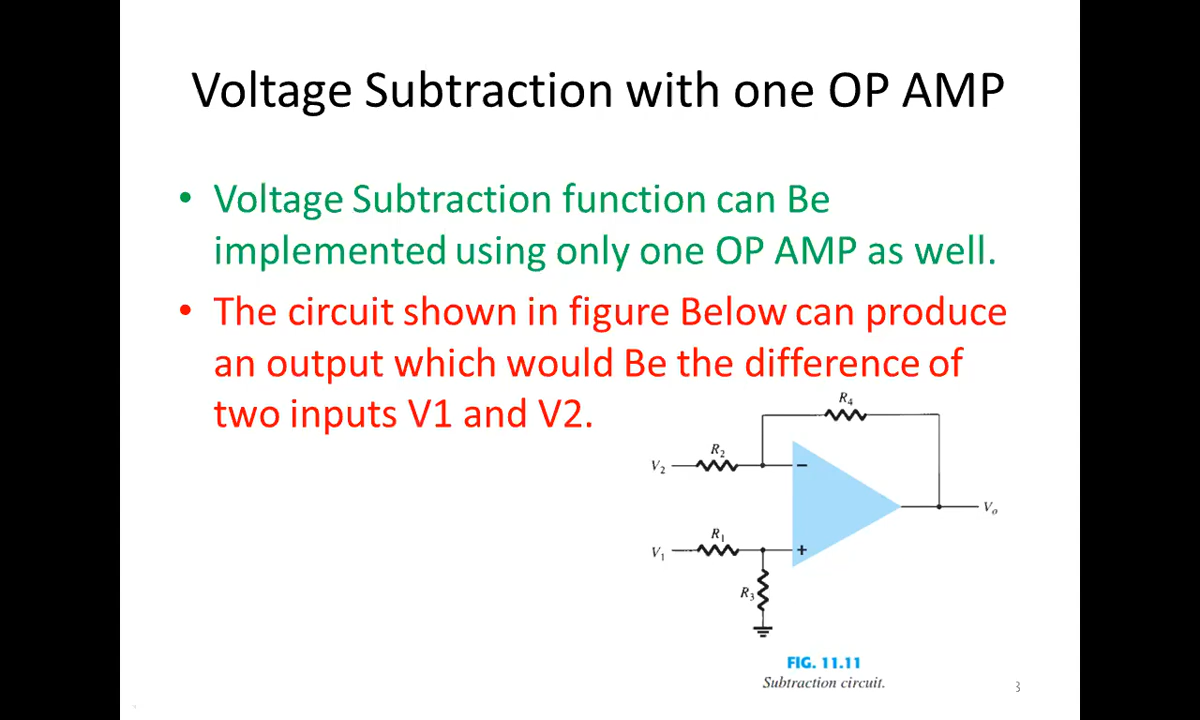 Voltage Subtraction with one OP AMP
• Voltage Subtraction function can Be
implemented using only one OP AMP as well.
• The circuit shown in figure Below can produce
an output which would Be the difference of
two inputs V1 and V2.
R4
R2
V2
−
Vo
R1
V1
+
R3
FIG. 11.11
Subtraction circuit.
3